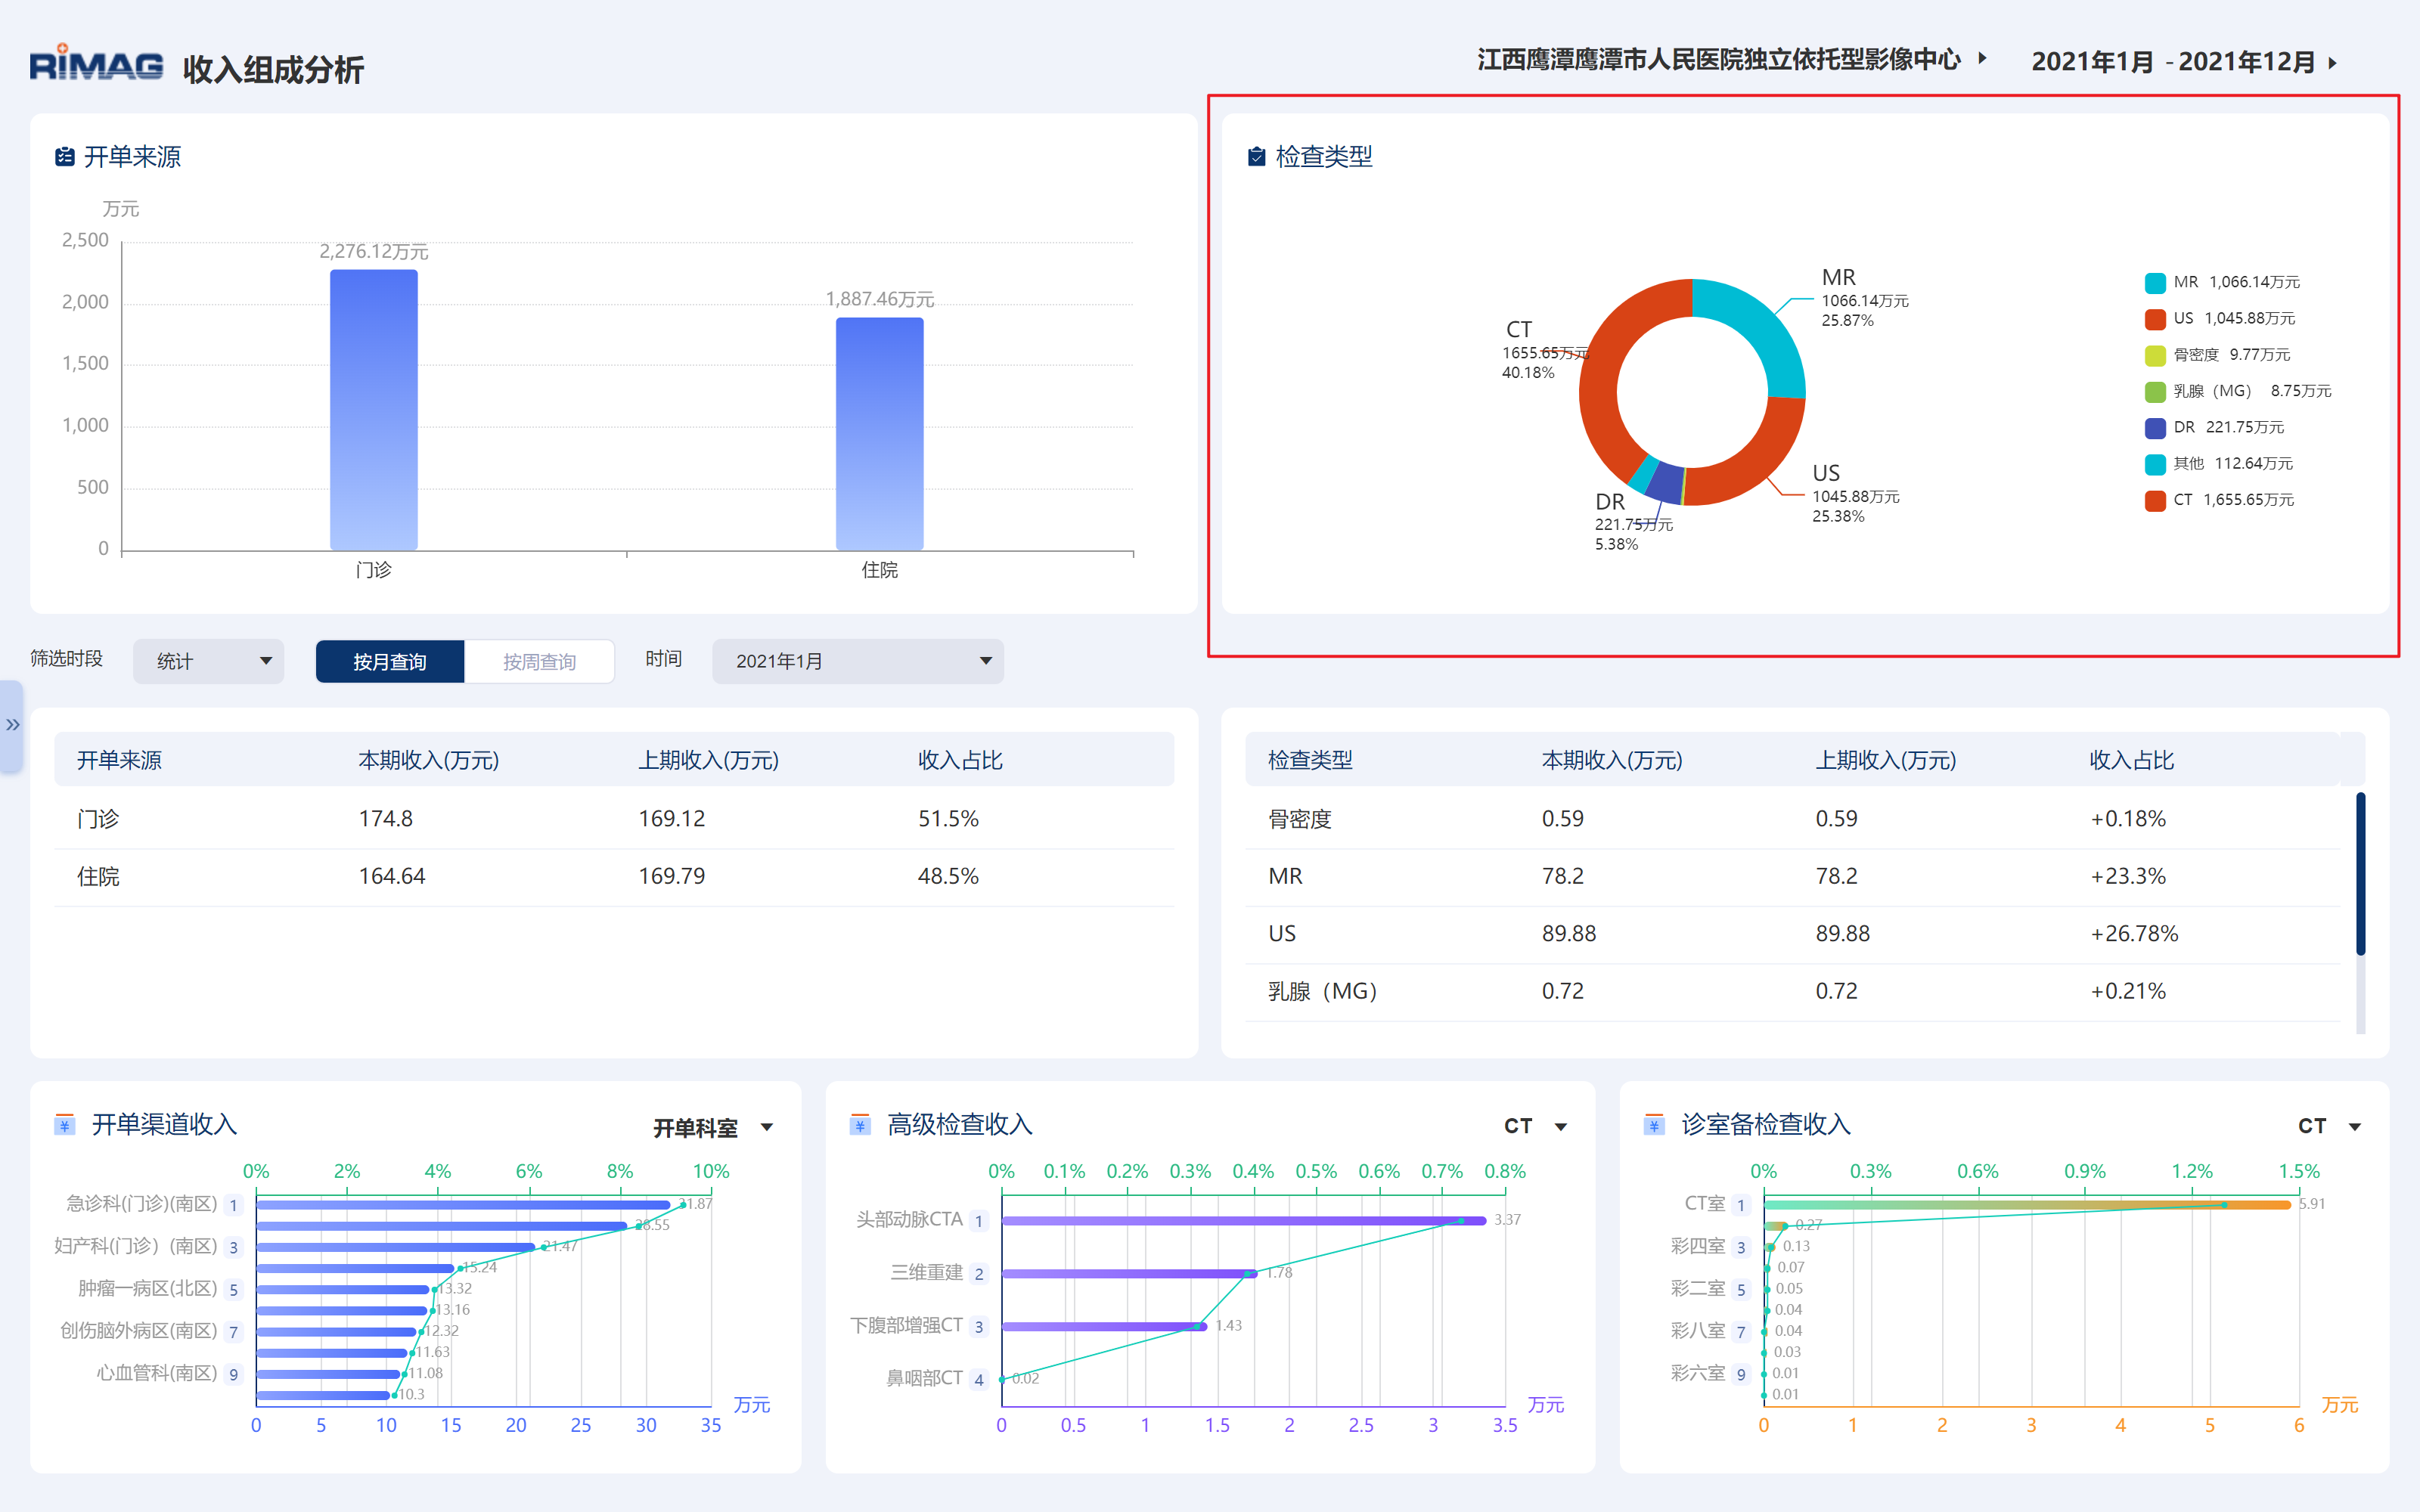 RiMAG 收入组成分析
江西鹰潭鹰潭市人民医院独立依托型影像中心
2021年1月 - 2021年12月
开单来源
万元
2,500
2,000
1,500
1,000
500
0
2,276.12万元
1,887.46万元
门诊
住院
检查类型
MR
1066.14万元
25.87%
CT
1655.65万元
40.18%
US
1045.88万元
25.38%
DR
221.75万元
5.38%
MR 1,066.14万元
US 1,045.88万元
骨密度 9.77万元
乳腺（MG） 8.75万元
DR 221.75万元
其他 112.64万元
CT 1,655.65万元
筛选时段 统计 按月查询 按周查询 时间 2021年1月
开单来源 本期收入(万元) 上期收入(万元) 收入占比
门诊 174.8 169.12 51.5%
住院 164.64 169.79 48.5%
检查类型 本期收入(万元) 上期收入(万元) 收入占比
骨密度 0.59 0.59 +0.18%
MR 78.2 78.2 +23.3%
US 89.88 89.88 +26.78%
乳腺（MG） 0.72 0.72 +0.21%
开单渠道收入 开单科室
0% 2% 4% 6% 8% 10%
急诊科(门诊)(南区) 1 31.87
28.55
妇产科(门诊）(南区) 3 21.47
15.24
肿瘤一病区(北区) 5 13.32
13.16
创伤脑外病区(南区) 7 12.32
11.63
心血管科(南区) 9 11.08
10.3
万元
0 5 10 15 20 25 30 35
高级检查收入 CT
0% 0.1% 0.2% 0.3% 0.4% 0.5% 0.6% 0.7% 0.8%
头部动脉CTA 1 3.37
三维重建 2 1.78
下腹部增强CT 3 1.43
鼻咽部CT 4 0.02
万元
0 0.5 1 1.5 2 2.5 3 3.5
诊室备检查收入 CT
0% 0.3% 0.6% 0.9% 1.2% 1.5%
CT室 1 5.91
0.27
彩四室 3 0.13
0.07
彩二室 5 0.05
0.04
彩八室 7 0.04
0.03
彩六室 9 0.01
0.01
万元
0 1 2 3 4 5 6